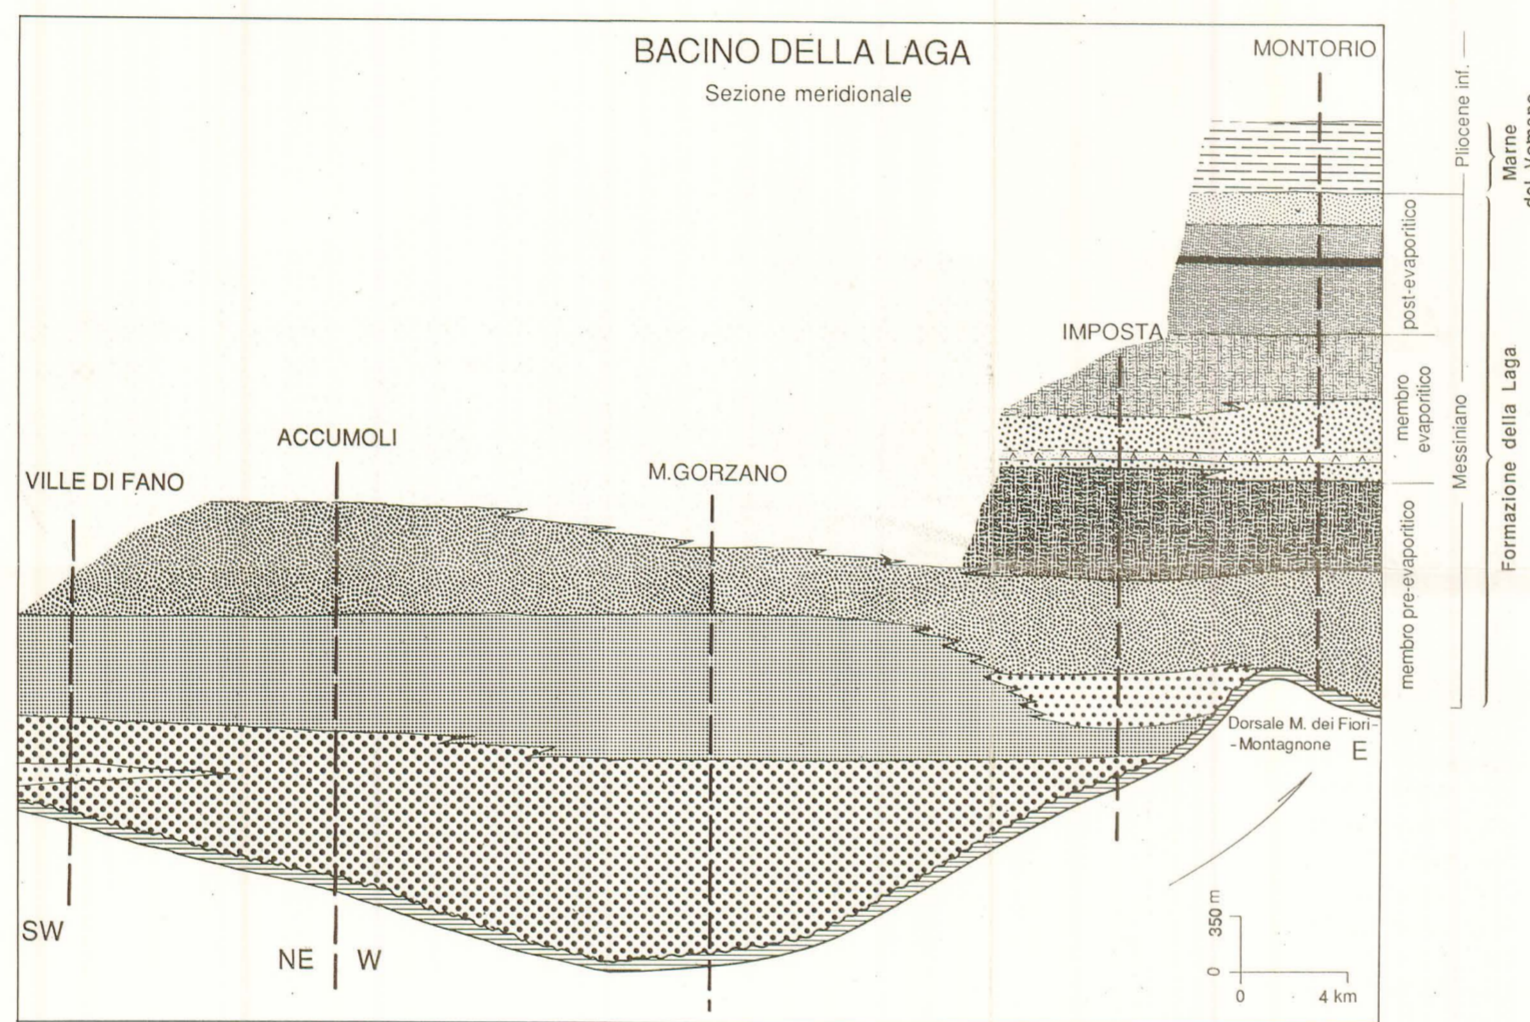 BACINO DELLA LAGA
Sezione meridionale
MONTORIO
IMPOSTA
ACCUMOLI
VILLE DI FANO
M.GORZANO
Dorsale M. dei Fiori-
-Montagnone
E
SW
NE
W
350 m
0
0
4 km
post-evaporitico
membro
evaporitico
membro pre-evaporitico
Pliocene inf.
Messiniano
Marne
Formazione della Laga